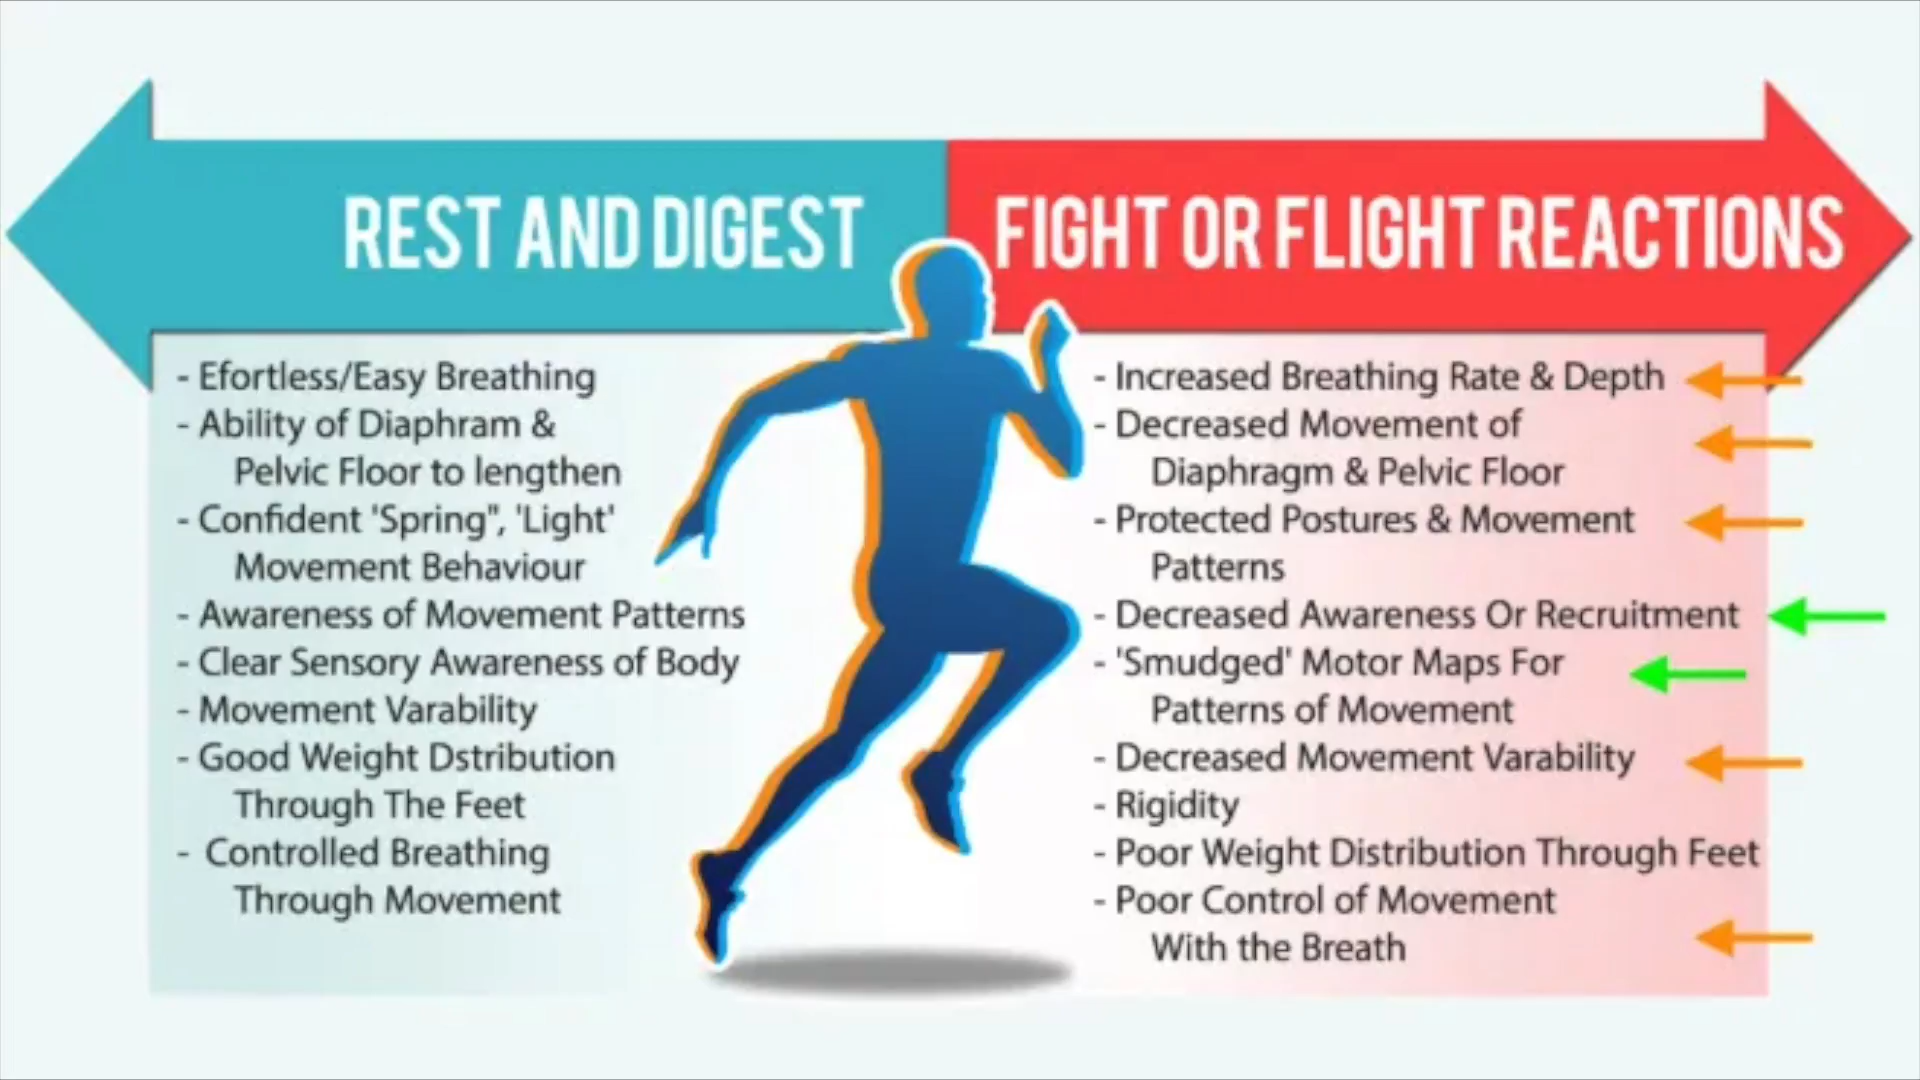 REST AND DIGEST
- Efortless/Easy Breathing
- Ability of Diaphram &
Pelvic Floor to lengthen
- Confident 'Spring", 'Light'
Movement Behaviour
- Awareness of Movement Patterns
- Clear Sensory Awareness of Body
- Movement Varability
- Good Weight Dstribution
Through The Feet
- Controlled Breathing
Through Movement
FIGHT OR FLIGHT REACTIONS
- Increased Breathing Rate & Depth
- Decreased Movement of
Diaphragm & Pelvic Floor
- Protected Postures & Movement
Patterns
- Decreased Awareness Or Recruitment
- 'Smudged' Motor Maps For
Patterns of Movement
- Decreased Movement Varability
- Rigidity
- Poor Weight Distribution Through Feet
- Poor Control of Movement
With the Breath